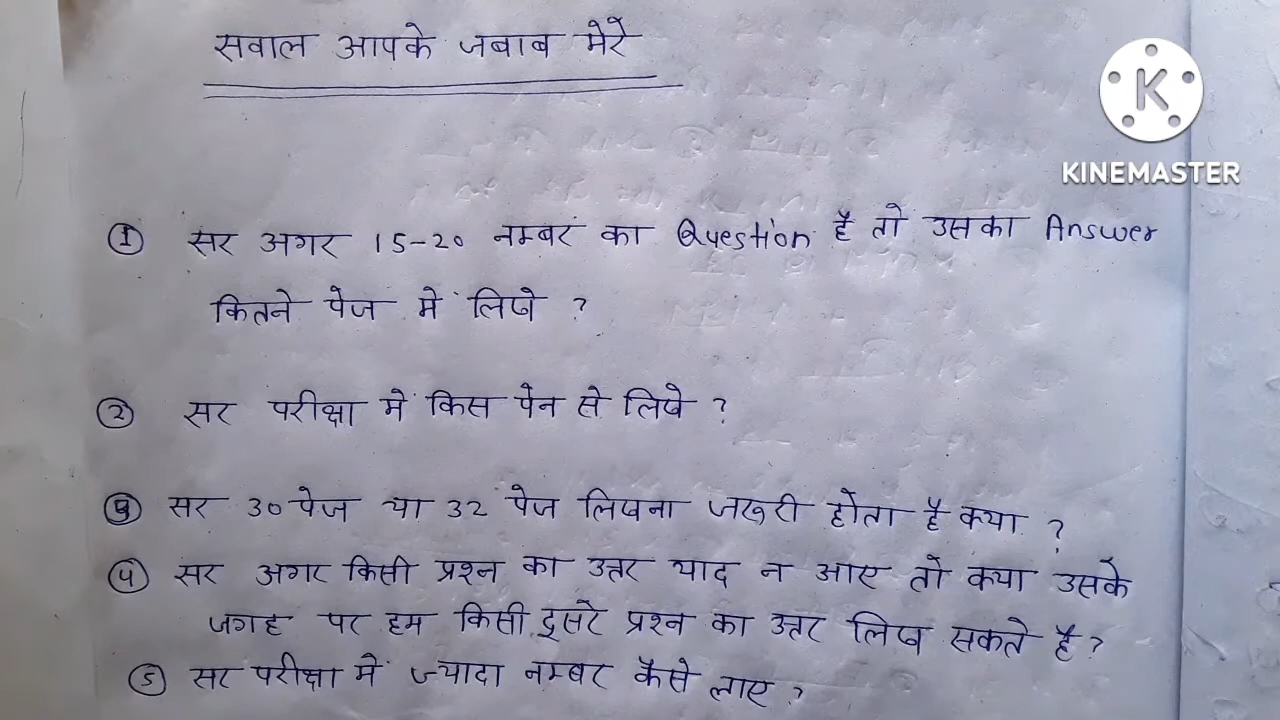 सवाल आपके जबाब मेरे
K
KINEMASTER
① सर अगर 15-20 नम्बर का Question है तो उसका Answer
कितने पेज में लिखे ?
② सर परीक्षा में किस पेन से लिखे ?
③ सर 30 पेज या 32 पेज लिखना जरूरी होता है क्या ?
④ सर अगर किसी प्रश्न का उत्तर याद न आए तो क्या उसके
जगह पर हम किसी दुसरे प्रश्न का उत्तर लिख सकते है ?
⑤ सर परीक्षा में ज्यादा नम्बर कैसे लाए ?